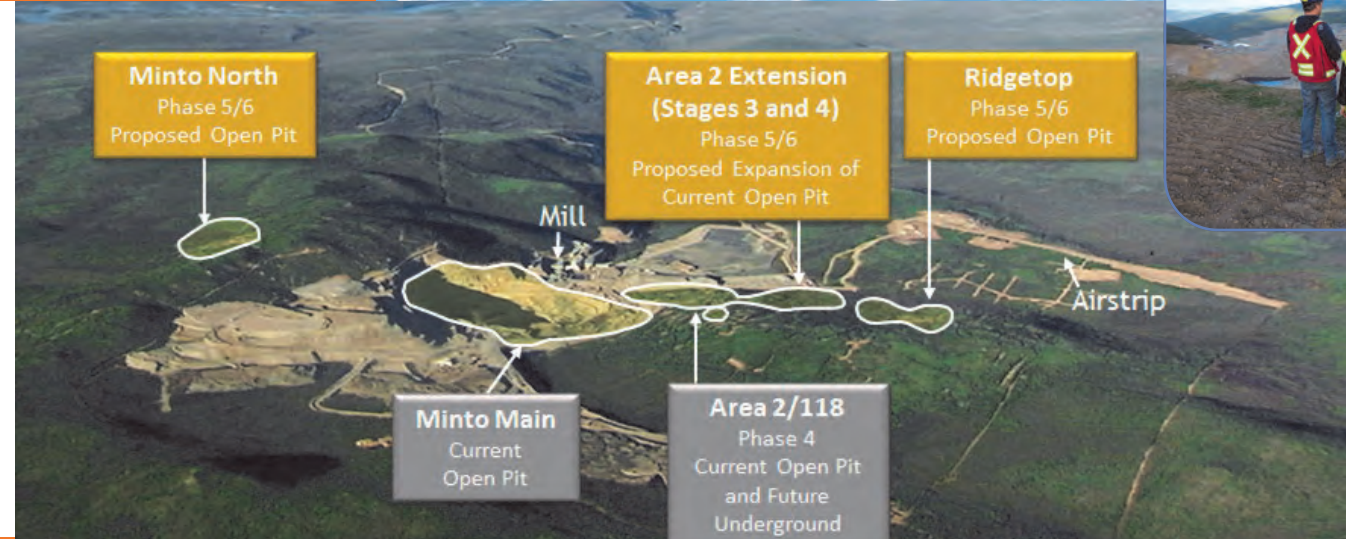 Minto North
Phase 5/6
Proposed Open Pit
Area 2 Extension
(Stages 3 and 4)
Phase 5/6
Proposed Expansion of
Current Open Pit
Ridgetop
Phase 5/6
Proposed Open Pit
Mill
Airstrip
Minto Main
Current
Open Pit
Area 2/118
Phase 4
Current Open Pit
and Future
Underground